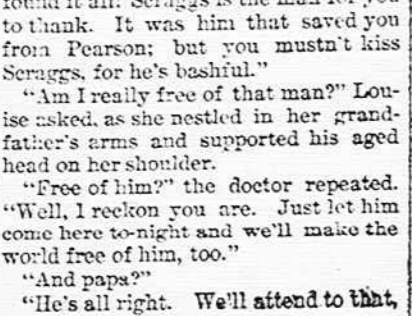 found it all. Scraggs is the man for you
to thank. It was him that saved you
from Pearson; but you mustn't kiss
Scraggs, for he's bashful."
"Am I really free of that man?" Lou-
ise asked, as she nestled in her grand-
father's arms and supported his aged
head on her shoulder.
"Free of him?" the doctor repeated.
"Well, I reckon you are. Just let him
come here to-night and we'll make the
world free of him, too."
"And papa?"
"He's all right. We'll attend to that,